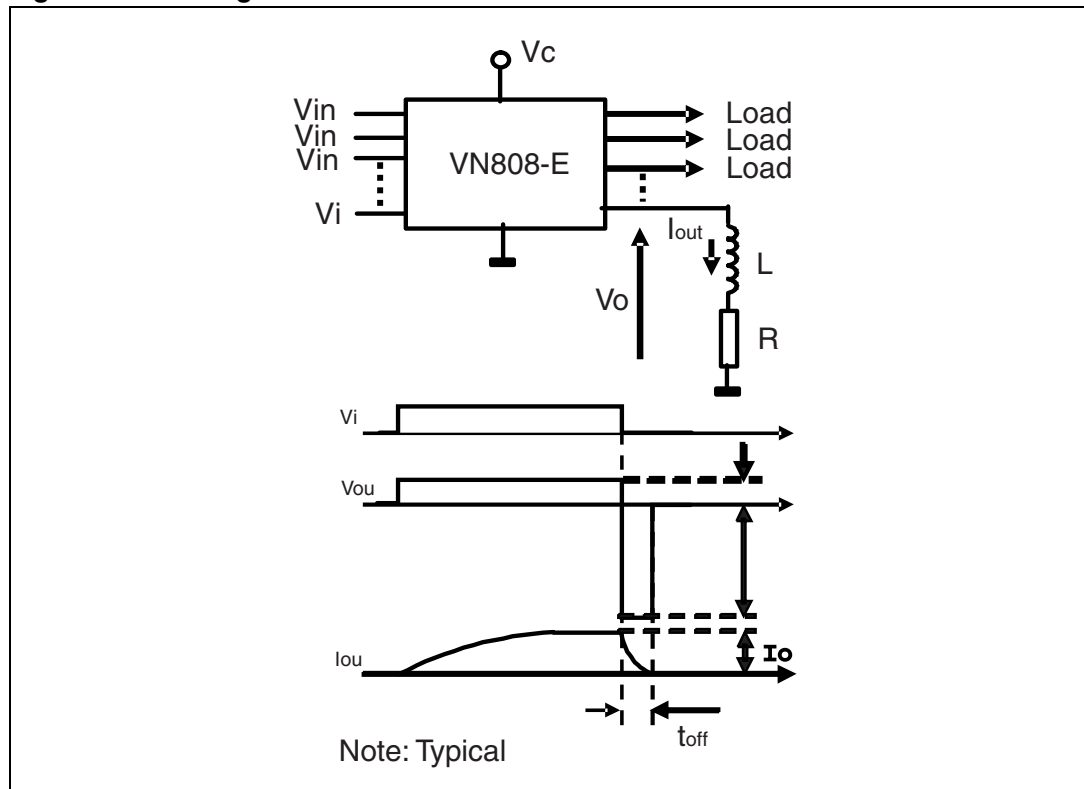 Vc
Vin
Vin
Vin
Vi
VN808-E
Load
Load
Load
Iout
L
Vo
R
Vi
Vou
Iou
Io
toff
Note: Typical